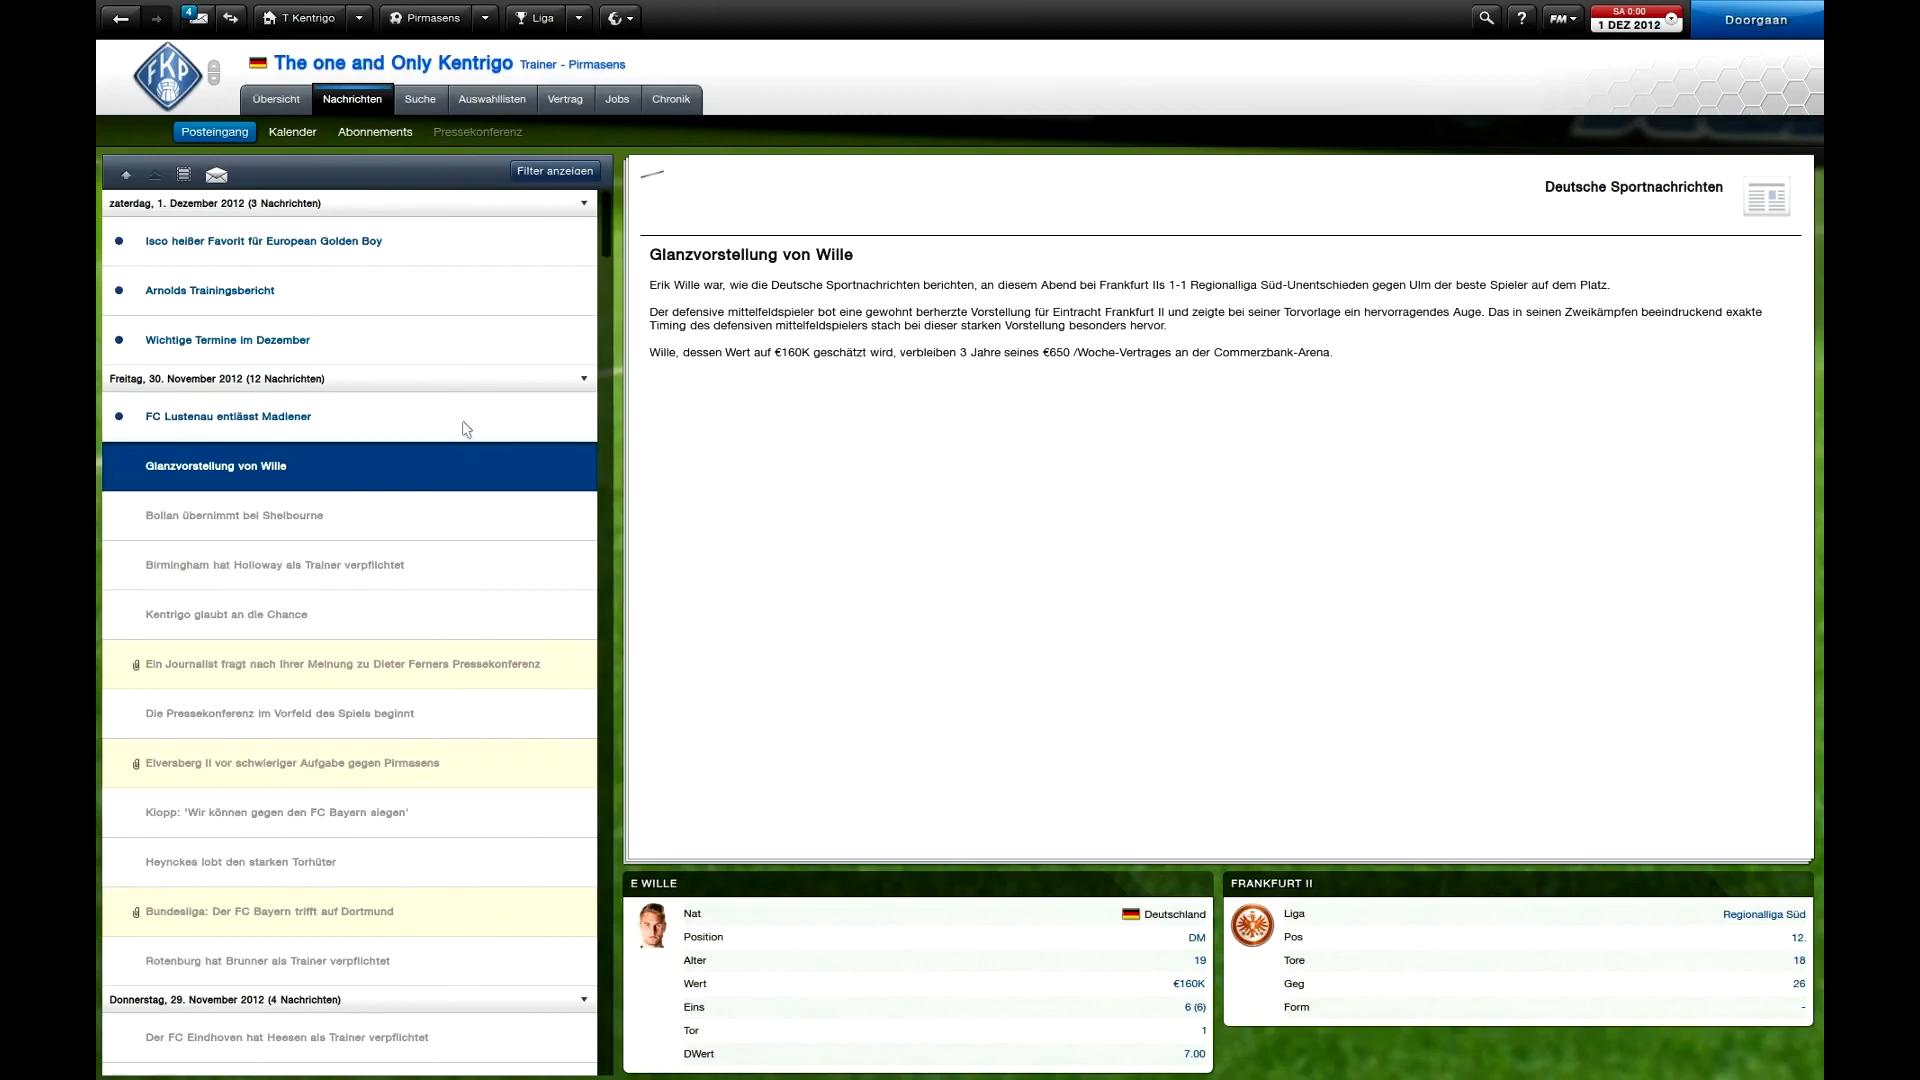 4
T Kentrigo
Pirmasens
Liga
?
FM
SA 0:00
1 DEZ 2012
Doorgaan
FKP
The one and Only Kentrigo Trainer - Pirmasens
Übersicht
Nachrichten
Suche
Auswahllisten
Vertrag
Jobs
Chronik
Posteingang
Kalender
Abonnements
Pressekonferenz
Filter anzeigen
zaterdag, 1. Dezember 2012 (3 Nachrichten)
Isco heißer Favorit für European Golden Boy
Arnolds Trainingsbericht
Wichtige Termine im Dezember
Freitag, 30. November 2012 (12 Nachrichten)
FC Lustenau entlässt Madlener
Glanzvorstellung von Wille
Bollan übernimmt bei Shelbourne
Birmingham hat Holloway als Trainer verpflichtet
Kentrigo glaubt an die Chance
Ein Journalist fragt nach Ihrer Meinung zu Dieter Ferners Pressekonferenz
Die Pressekonferenz im Vorfeld des Spiels beginnt
Elversberg II vor schwieriger Aufgabe gegen Pirmasens
Klopp: 'Wir können gegen den FC Bayern siegen'
Heynckes lobt den starken Torhüter
Bundesliga: Der FC Bayern trifft auf Dortmund
Rotenburg hat Brunner als Trainer verpflichtet
Donnerstag, 29. November 2012 (4 Nachrichten)
Der FC Eindhoven hat Heesen als Trainer verpflichtet
Deutsche Sportnachrichten
Glanzvorstellung von Wille
Erik Wille war, wie die Deutsche Sportnachrichten berichten, an diesem Abend bei Frankfurt IIs 1-1 Regionalliga Süd-Unentschieden gegen Ulm der beste Spieler auf dem Platz.
Der defensive mittelfeldspieler bot eine gewohnt berherzte Vorstellung für Eintracht Frankfurt II und zeigte bei seiner Torvorlage ein hervorragendes Auge. Das in seinen Zweikämpfen beeindruckend exakte
Timing des defensiven mittelfeldspielers stach bei dieser starken Vorstellung besonders hervor.
Wille, dessen Wert auf €160K geschätzt wird, verbleiben 3 Jahre seines €650 /Woche-Vertrages an der Commerzbank-Arena.
E WILLE
Nat Deutschland
Position DM
Alter 19
Wert €160K
Eins 6 (6)
Tor 1
DWert 7.00
FRANKFURT II
Liga Regionalliga Süd
Pos 12.
Tore 18
Geg 26
Form -